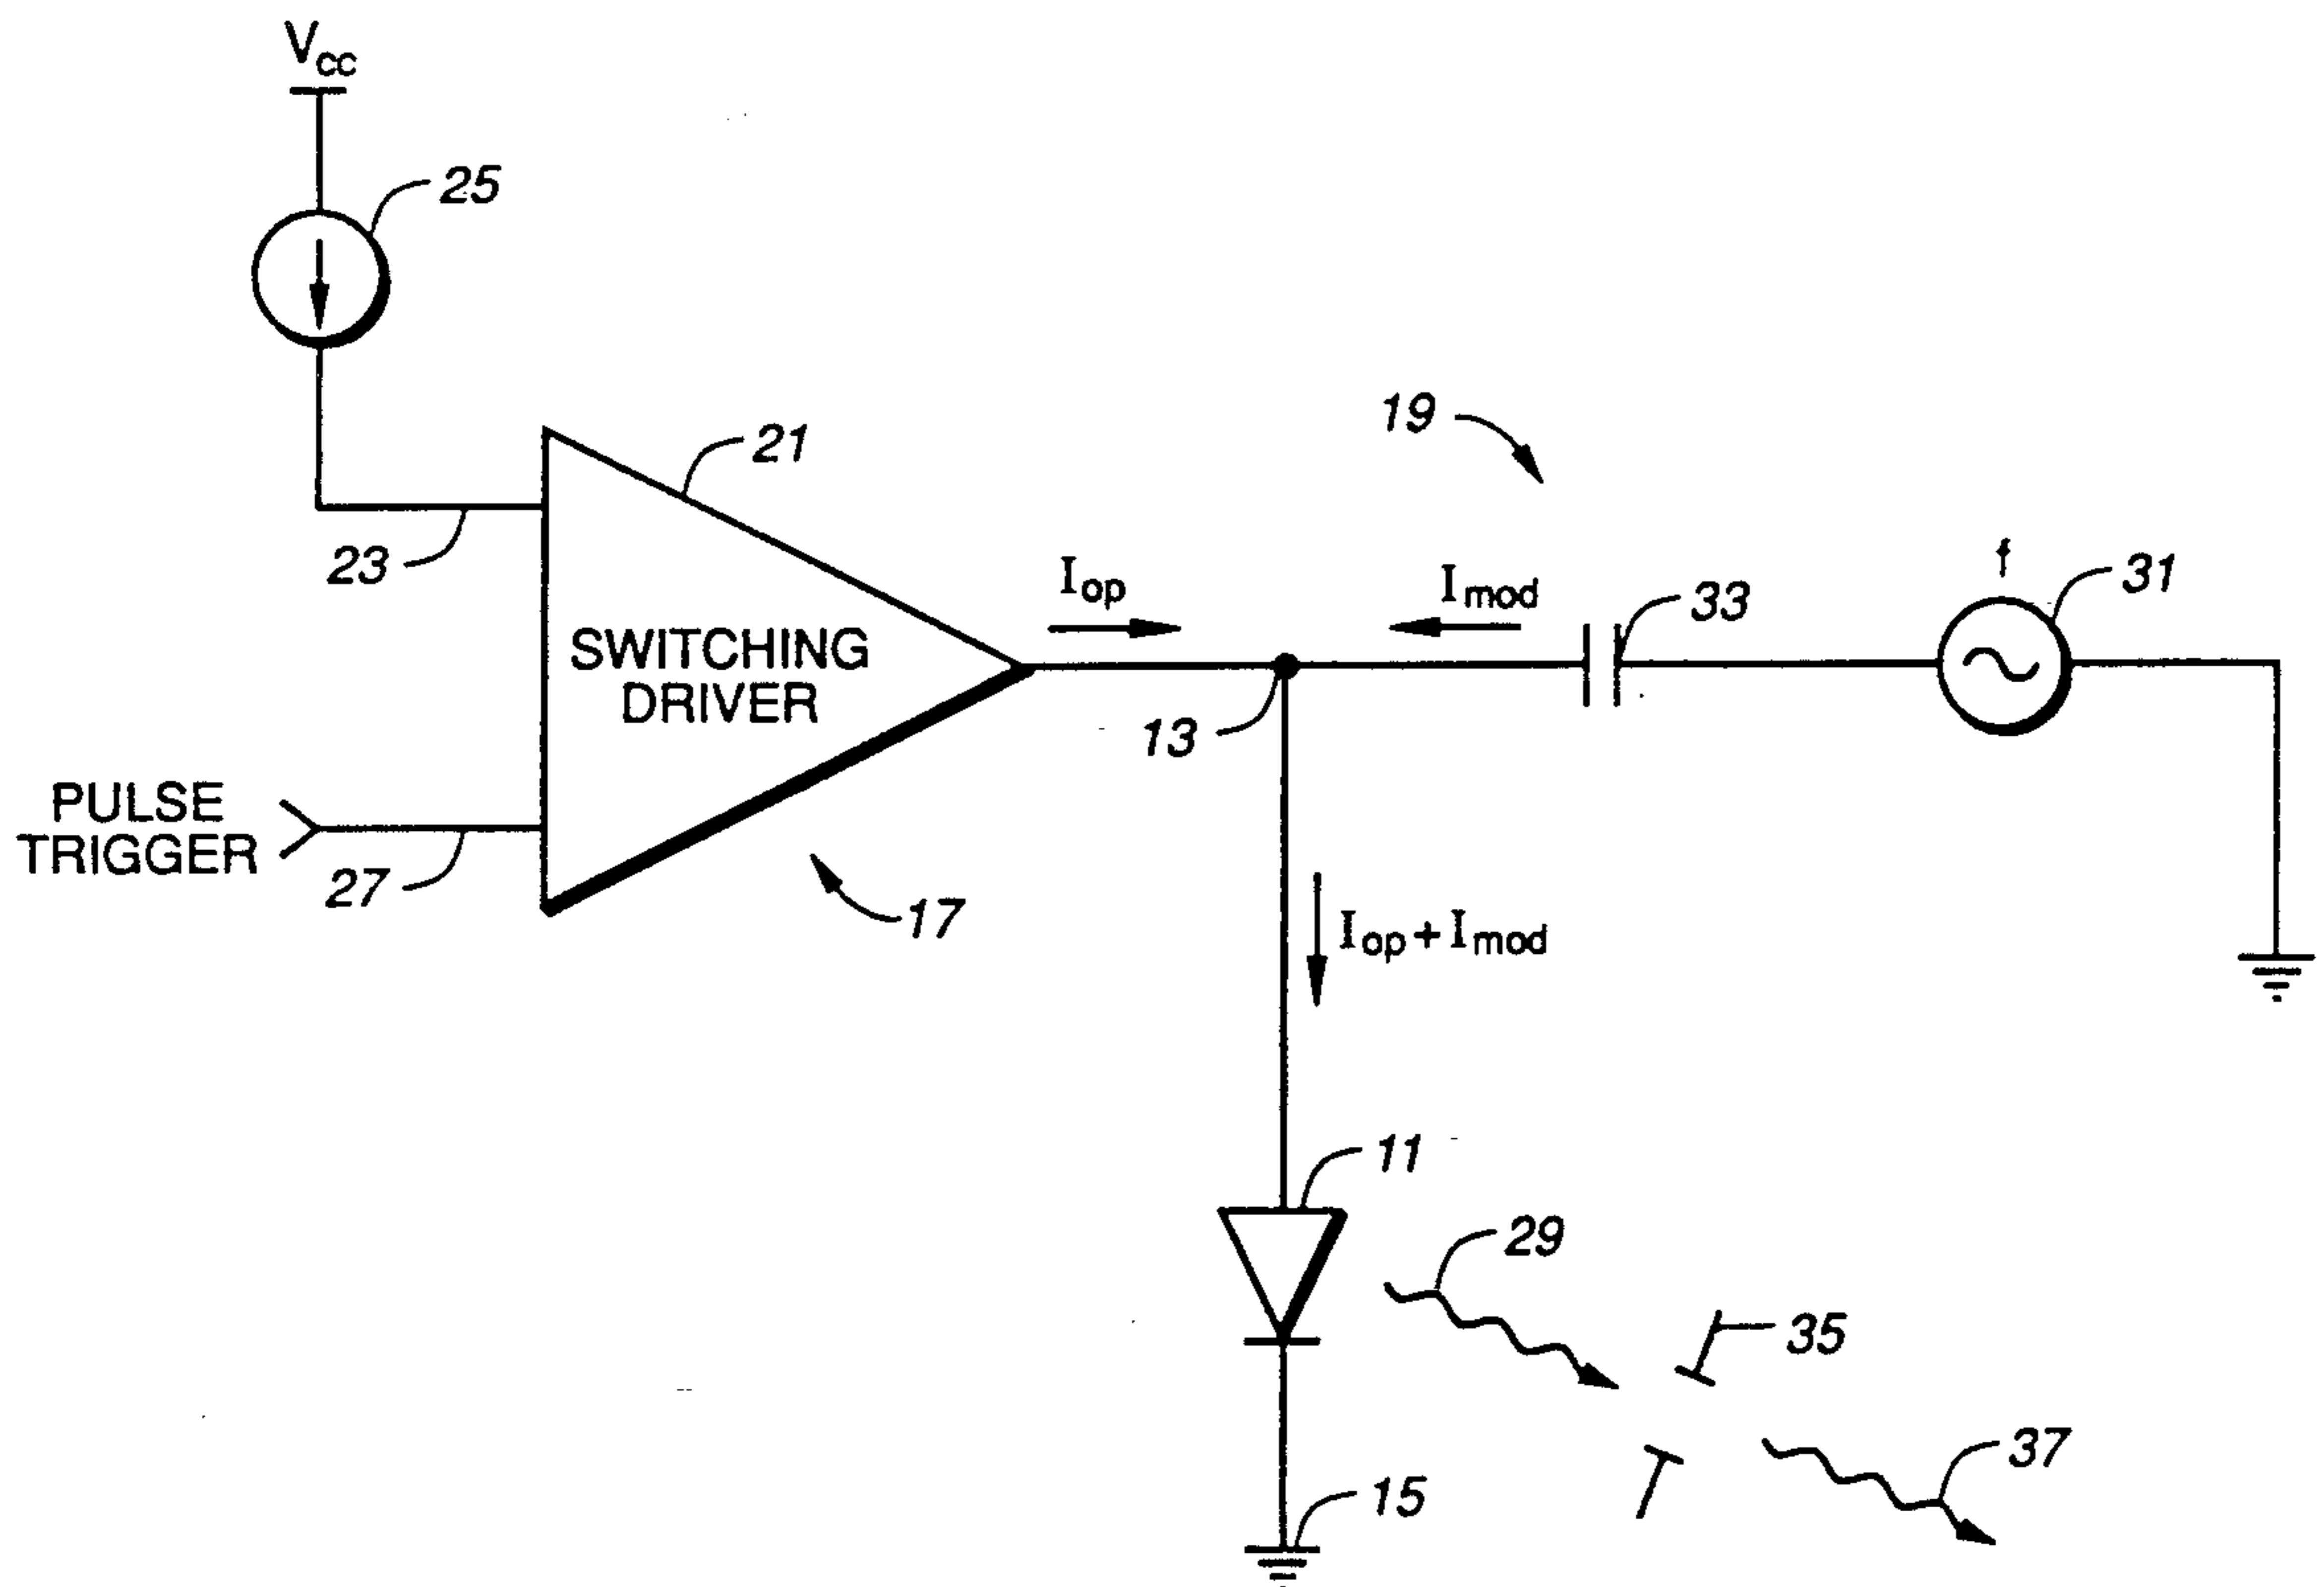 Vcc
25
21
19
23
Iop
Imod
33
f
31
SWITCHING
DRIVER
13
PULSE
TRIGGER
27
17
Iop + Imod
11
29
35
37
15